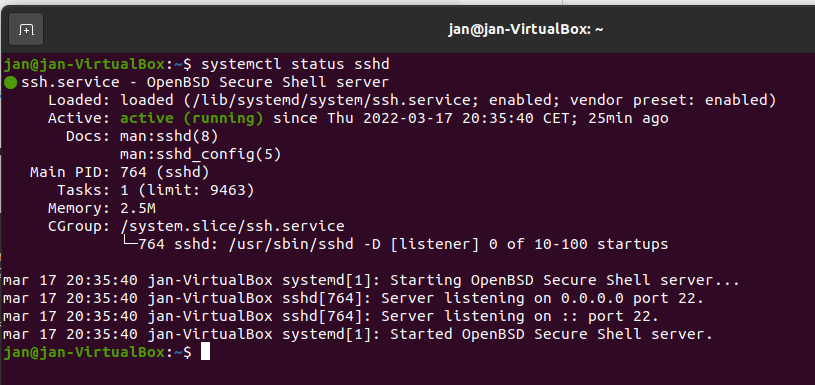 jan@jan-VirtualBox: ~
jan@jan-VirtualBox:~$ systemctl status sshd
● ssh.service - OpenBSD Secure Shell server
     Loaded: loaded (/lib/systemd/system/ssh.service; enabled; vendor preset: enabled)
     Active: active (running) since Thu 2022-03-17 20:35:40 CET; 25min ago
       Docs: man:sshd(8)
             man:sshd_config(5)
   Main PID: 764 (sshd)
      Tasks: 1 (limit: 9463)
     Memory: 2.5M
     CGroup: /system.slice/ssh.service
             └─764 sshd: /usr/sbin/sshd -D [listener] 0 of 10-100 startups
mar 17 20:35:40 jan-VirtualBox systemd[1]: Starting OpenBSD Secure Shell server...
mar 17 20:35:40 jan-VirtualBox sshd[764]: Server listening on 0.0.0.0 port 22.
mar 17 20:35:40 jan-VirtualBox sshd[764]: Server listening on :: port 22.
mar 17 20:35:40 jan-VirtualBox systemd[1]: Started OpenBSD Secure Shell server.
jan@jan-VirtualBox:~$